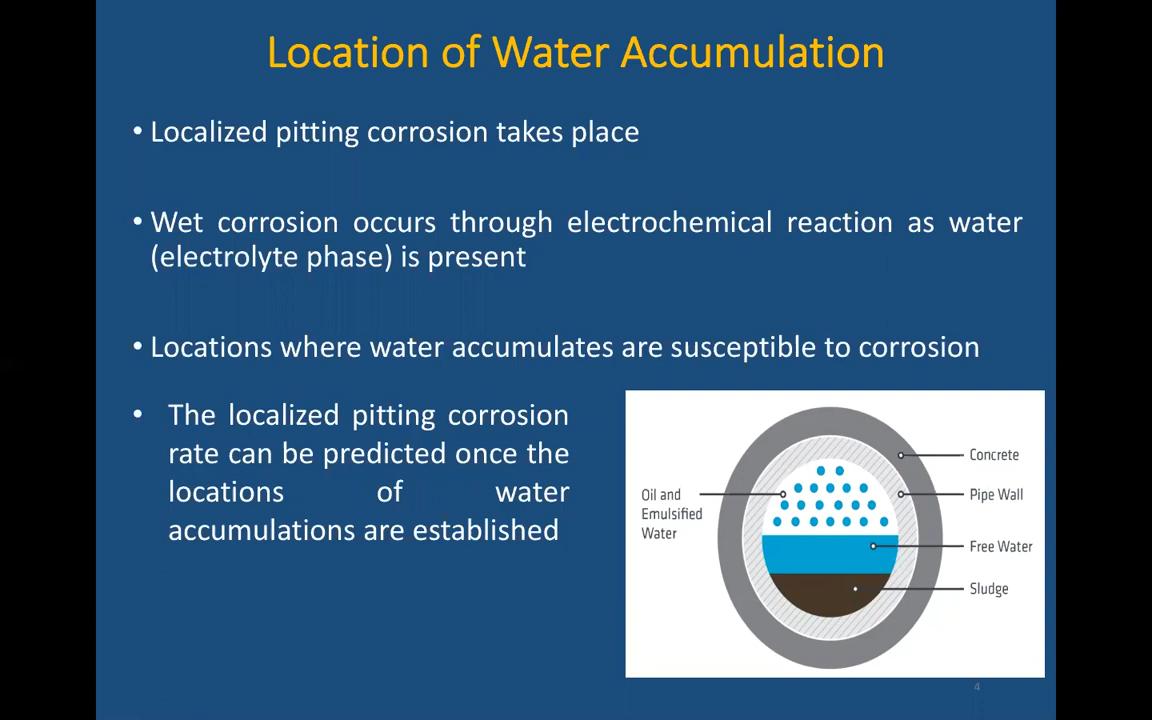 Location of Water Accumulation
• Localized pitting corrosion takes place
• Wet corrosion occurs through electrochemical reaction as water
(electrolyte phase) is present
• Locations where water accumulates are susceptible to corrosion
• The localized pitting corrosion
rate can be predicted once the
locations of water
accumulations are established
Oil and
Emulsified
Water
Concrete
Pipe Wall
Free Water
Sludge
4